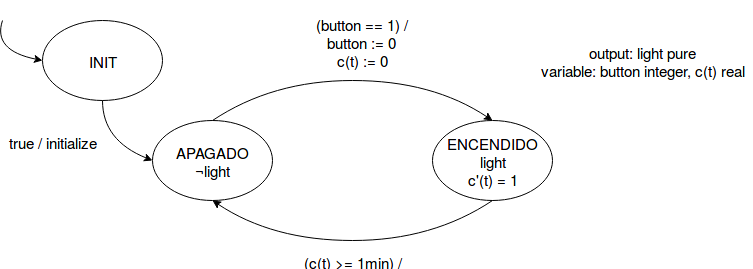 (button == 1) /
button := 0
c(t) := 0
output: light pure
variable: button integer, c(t) real
INIT
true / initialize
APAGADO
¬light
ENCENDIDO
light
c'(t) = 1
(c(t) >= 1min) /